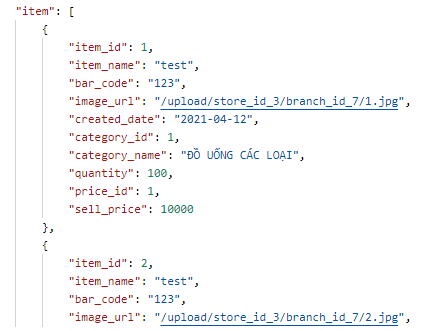 "item": [
{
"item_id": 1,
"item_name": "test",
"bar_code": "123",
"image_url": "/upload/store_id_3/branch_id_7/1.jpg",
"created_date": "2021-04-12",
"category_id": 1,
"category_name": "ĐỒ UỐNG CÁC LOẠI",
"quantity": 100,
"price_id": 1,
"sell_price": 10000
},
{
"item_id": 2,
"item_name": "test",
"bar_code": "123",
"image_url": "/upload/store_id_3/branch_id_7/2.jpg",